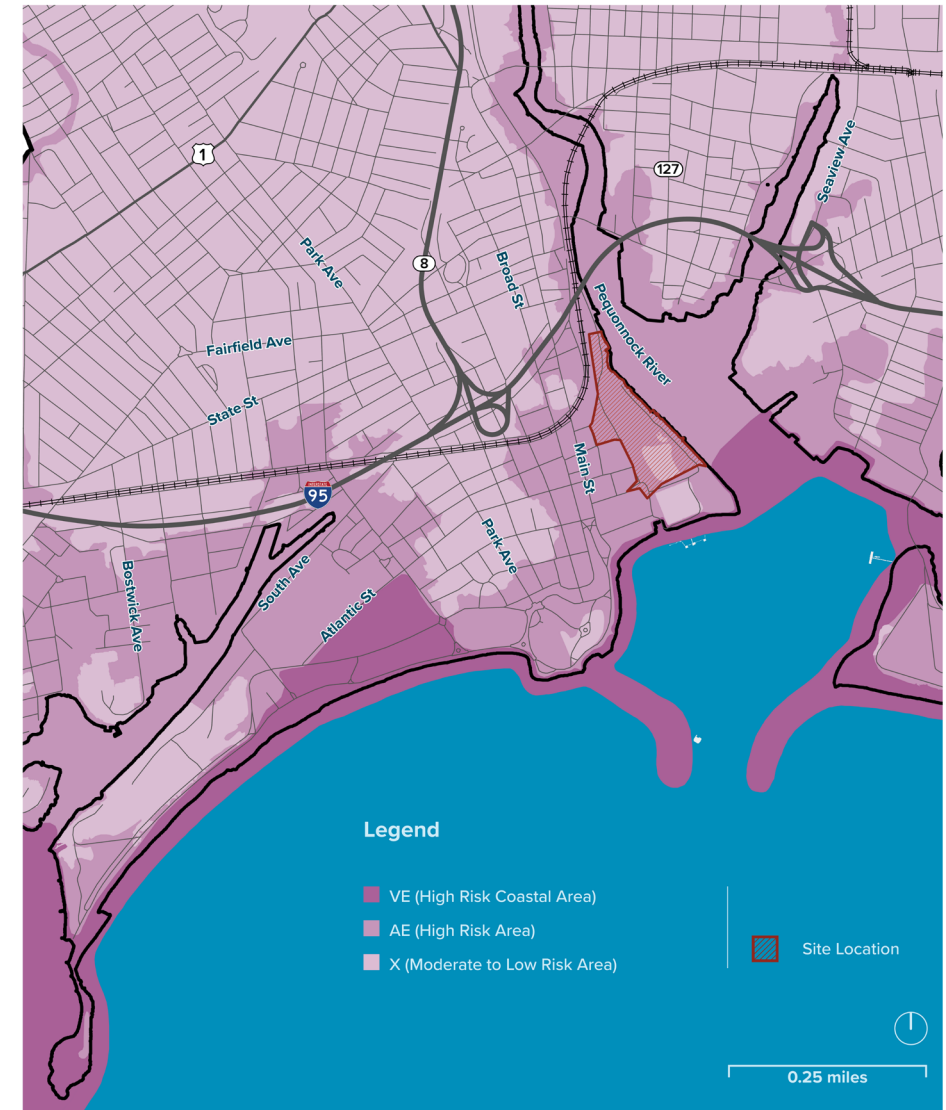 127
Seaview Ave
1
Park Ave
8
Broad St
Pequonnock River
Fairfield Ave
State St
Main St
95
Park Ave
Bostwick Ave
South Ave
Atlantic St
Legend
VE (High Risk Coastal Area)
AE (High Risk Area)
X (Moderate to Low Risk Area)
Site Location
0.25 miles